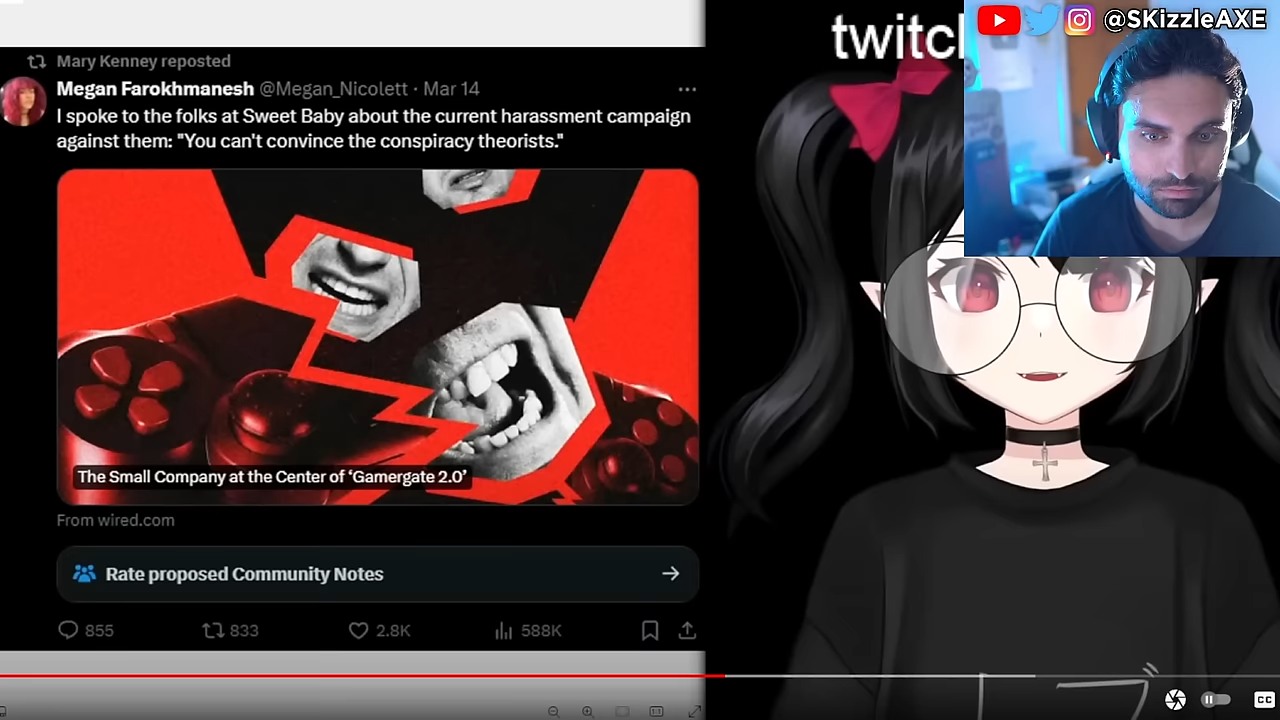 Mary Kenney reposted
Megan Farokhmanesh @Megan_Nicolett · Mar 14
I spoke to the folks at Sweet Baby about the current harassment campaign
against them: "You can't convince the conspiracy theorists."
The Small Company at the Center of ‘Gamergate 2.0’
From wired.com
Rate proposed Community Notes
855 833 2.8K 588K
@SKizzleAXE
CC